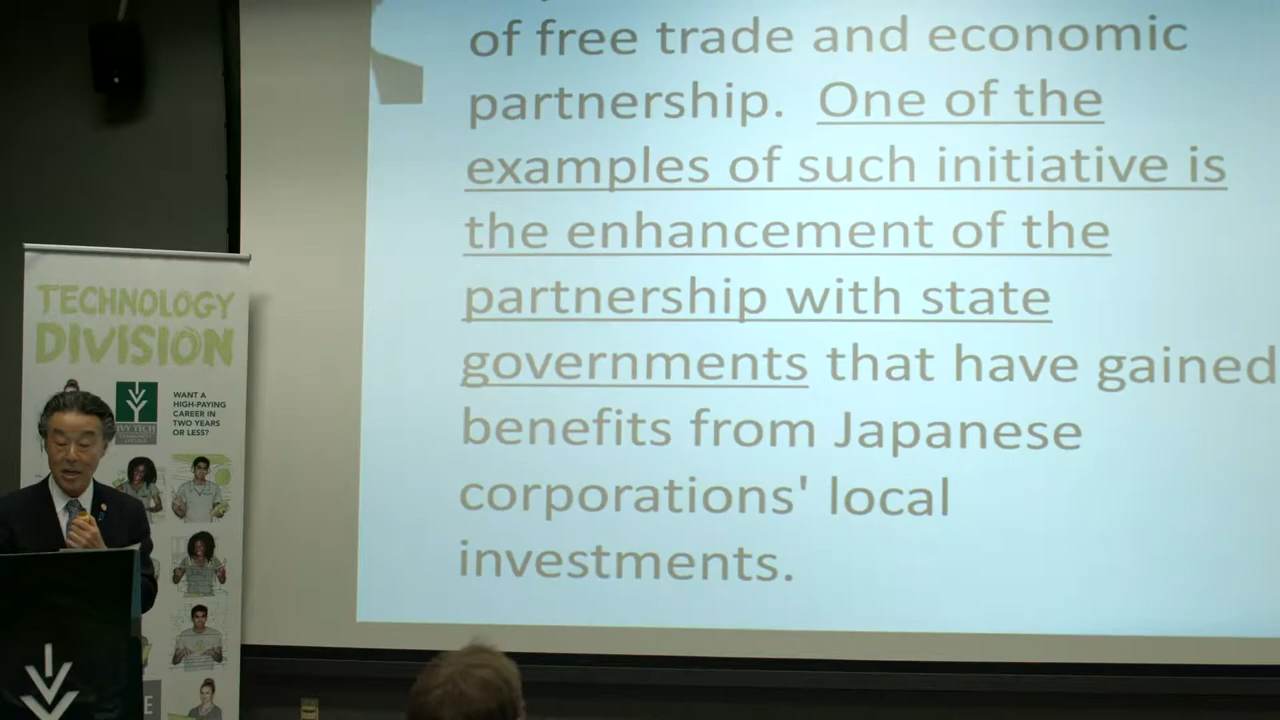 of free trade and economic
partnership. One of the
examples of such initiative is
the enhancement of the
partnership with state
governments that have gained
benefits from Japanese
corporations' local
investments.
TECHNOLOGY
DIVISION
IVY TECH
COMMUNITY COLLEGE
WANT A
HIGH-PAYING
CAREER IN
TWO YEARS
OR LESS?